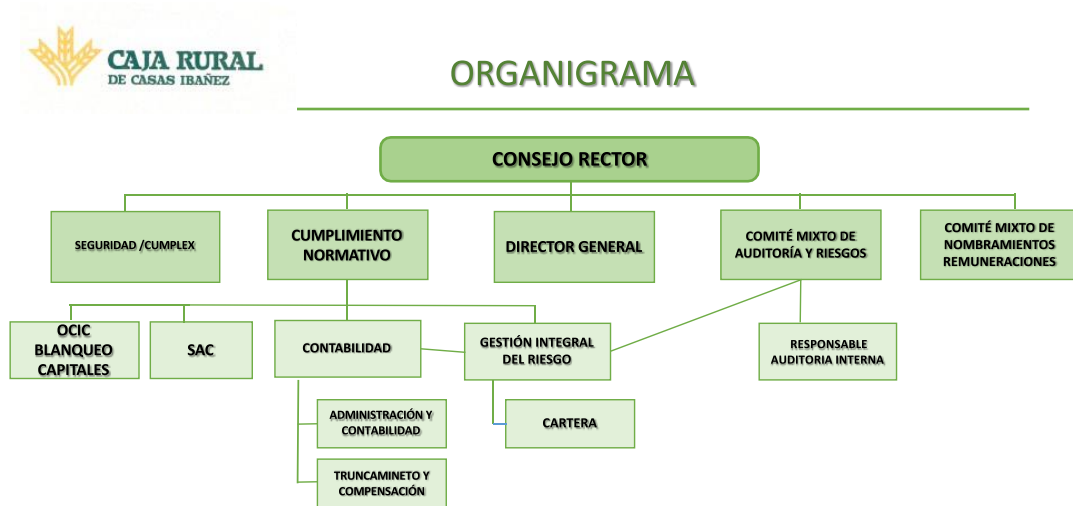 CAJA RURAL
DE CASAS IBAÑEZ
ORGANIGRAMA
CONSEJO RECTOR
SEGURIDAD /CUMPLEX
CUMPLIMIENTO
NORMATIVO
DIRECTOR GENERAL
COMITÉ MIXTO DE
AUDITORÍA Y RIESGOS
COMITÉ MIXTO DE
NOMBRAMIENTOS
REMUNERACIONES
OCIC
BLANQUEO
CAPITALES
SAC
CONTABILIDAD
GESTIÓN INTEGRAL
DEL RIESGO
RESPONSABLE
AUDITORIA INTERNA
ADMINISTRACIÓN Y
CONTABILIDAD
CARTERA
TRUNCAMINETO Y
COMPENSACIÓN